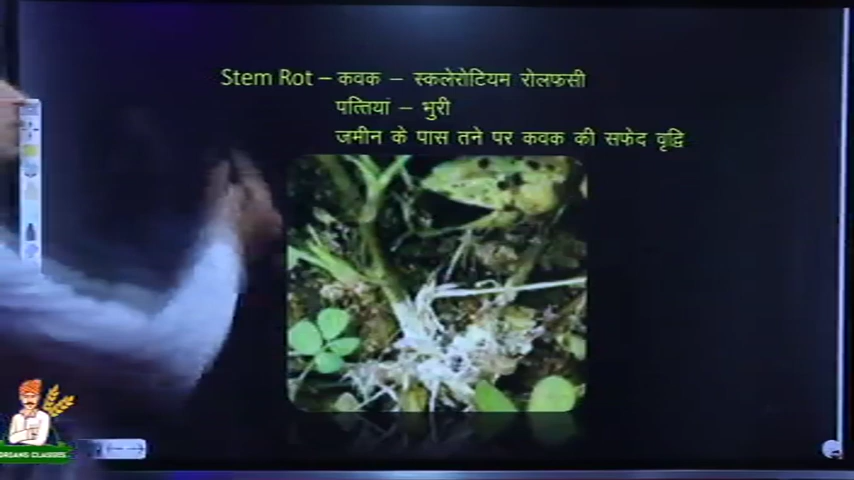 Stem Rot – कवक – स्कलेरोटियम रोलफसी
पत्तियां – भुरी
जमीन के पास तने पर कवक की सफेद वृद्धि